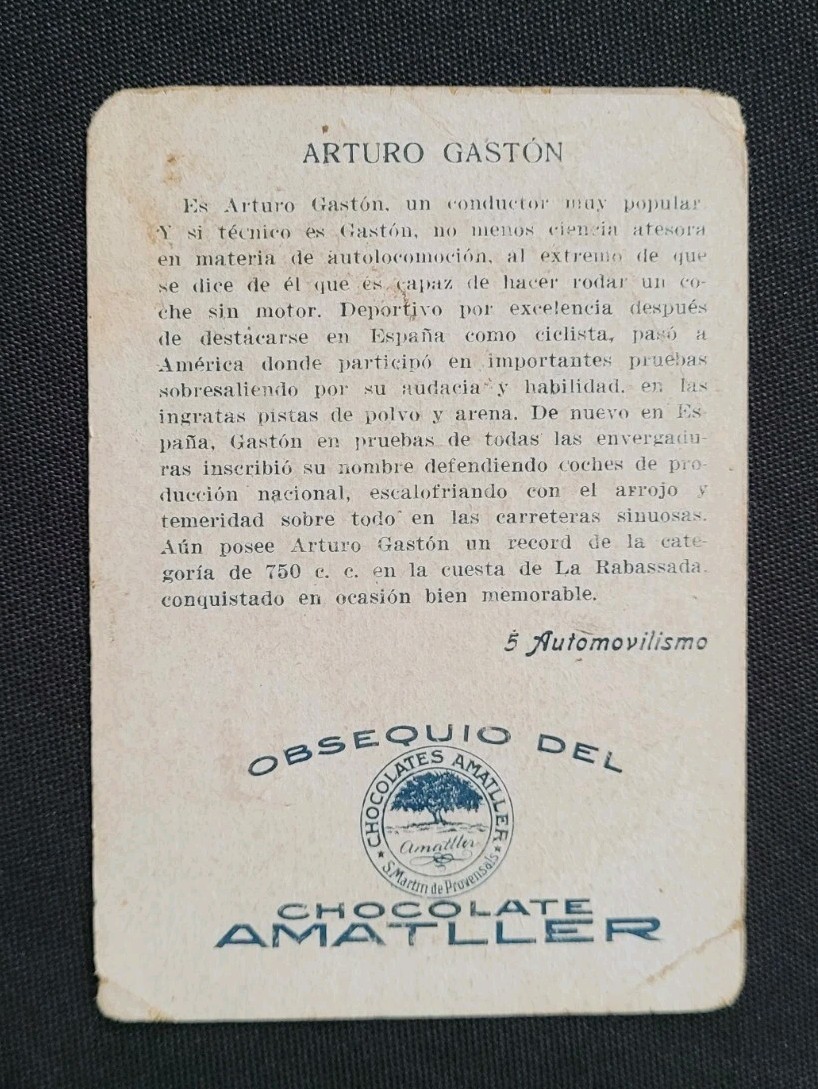 ARTURO GASTÓN
Es Arturo Gastón, un conductor muy popular
Y si técnico es Gastón, no menos ciencia atesora
en materia de autolocomoción, al extremo de que
se dice de él que es capaz de hacer rodar un co-
che sin motor. Deportivo por excelencia después
de destacarse en España como ciclista, pasó a
América donde participó en importantes pruebas
sobresaliendo por su audacia y habilidad, en las
ingratas pistas de polvo y arena. De nuevo en Es-
paña, Gastón en pruebas de todas las envergadu-
ras inscribió su nombre defendiendo coches de pro-
ducción nacional, escalofriando con el arrojo y
temeridad sobre todo en las carreteras sinuosas.
Aún posee Arturo Gastón un record de la cate-
goría de 750 c. c. en la cuesta de La Rabassada.
conquistado en ocasión bien memorable.
5 Automovilismo
OBSEQUIO DEL
CHOCOLATES AMATLLER
Amatller
S. Martín de Provensals
CHOCOLATE
AMATLLER